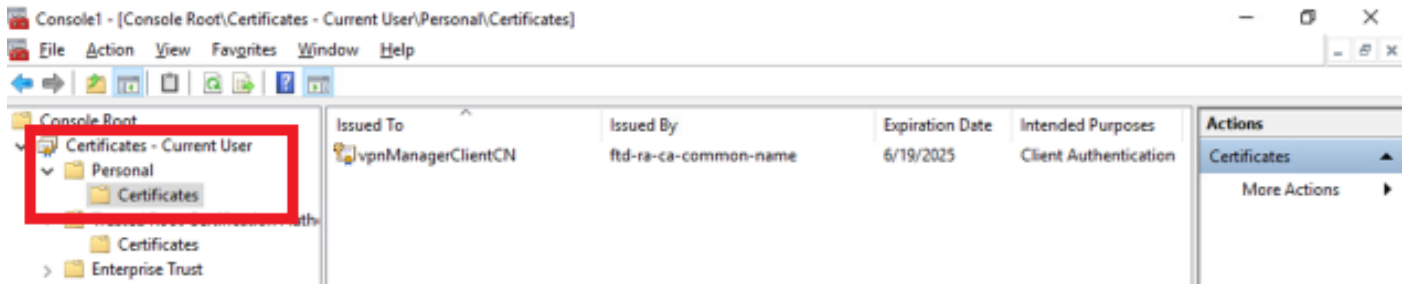 Console1 - [Console Root\Certificates - Current User\Personal\Certificates]
File Action View Favorites Window Help
Console Root
Certificates - Current User
Personal
Certificates
Certificates
Enterprise Trust
Issued To Issued By Expiration Date Intended Purposes
vpnManagerClientCN ftd-ra-ca-common-name 6/19/2025 Client Authentication
Actions
Certificates
More Actions